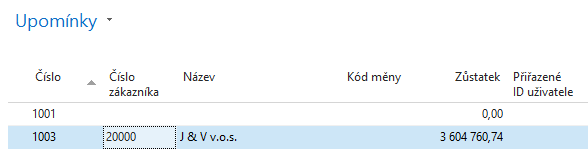 Upomínky
Číslo Číslo zákazníka Název Kód měny Zůstatek Přiřazené ID uživatele
1001 0,00
1003 20000 J & V v.o.s. 3 604 760,74